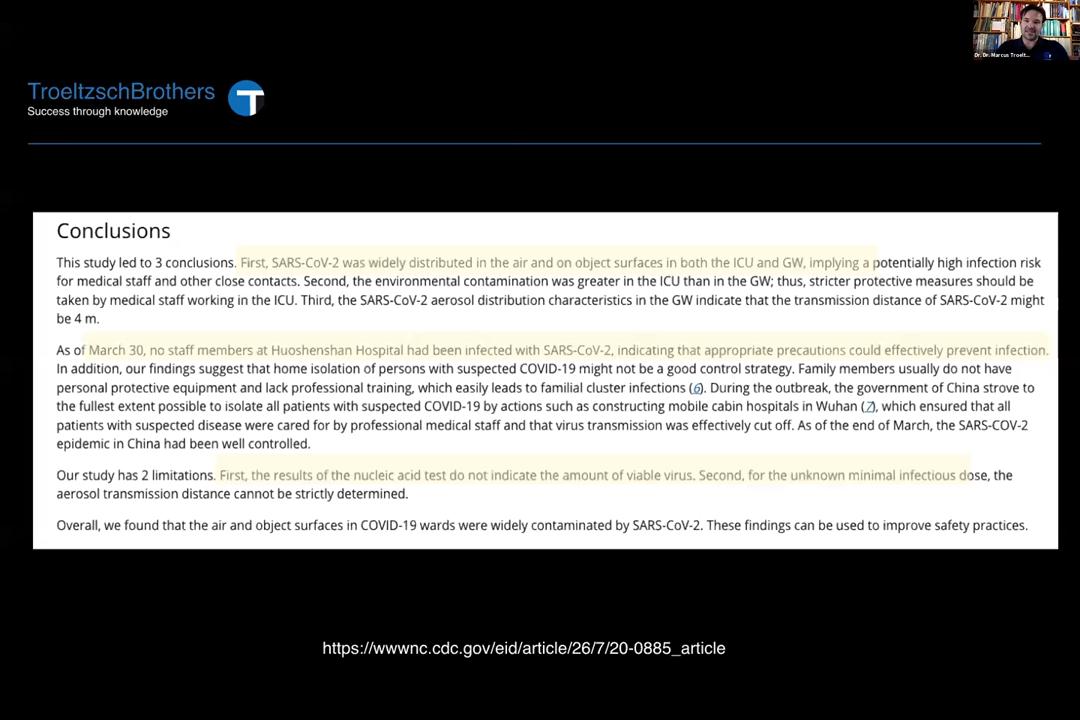 Dr. Dr. Marcus Troelt...
TroeltzschBrothers
T
Success through knowledge
Conclusions
This study led to 3 conclusions. First, SARS-CoV-2 was widely distributed in the air and on object surfaces in both the ICU and GW, implying a potentially high infection risk
for medical staff and other close contacts. Second, the environmental contamination was greater in the ICU than in the GW; thus, stricter protective measures should be
taken by medical staff working in the ICU. Third, the SARS-CoV-2 aerosol distribution characteristics in the GW indicate that the transmission distance of SARS-CoV-2 might
be 4 m.
As of March 30, no staff members at Huoshenshan Hospital had been infected with SARS-CoV-2, indicating that appropriate precautions could effectively prevent infection.
In addition, our findings suggest that home isolation of persons with suspected COVID-19 might not be a good control strategy. Family members usually do not have
personal protective equipment and lack professional training, which easily leads to familial cluster infections (6). During the outbreak, the government of China strove to
the fullest extent possible to isolate all patients with suspected COVID-19 by actions such as constructing mobile cabin hospitals in Wuhan (7), which ensured that all
patients with suspected disease were cared for by professional medical staff and that virus transmission was effectively cut off. As of the end of March, the SARS-COV-2
epidemic in China had been well controlled.
Our study has 2 limitations. First, the results of the nucleic acid test do not indicate the amount of viable virus. Second, for the unknown minimal infectious dose, the
aerosol transmission distance cannot be strictly determined.
Overall, we found that the air and object surfaces in COVID-19 wards were widely contaminated by SARS-CoV-2. These findings can be used to improve safety practices.
https://wwwnc.cdc.gov/eid/article/26/7/20-0885_article